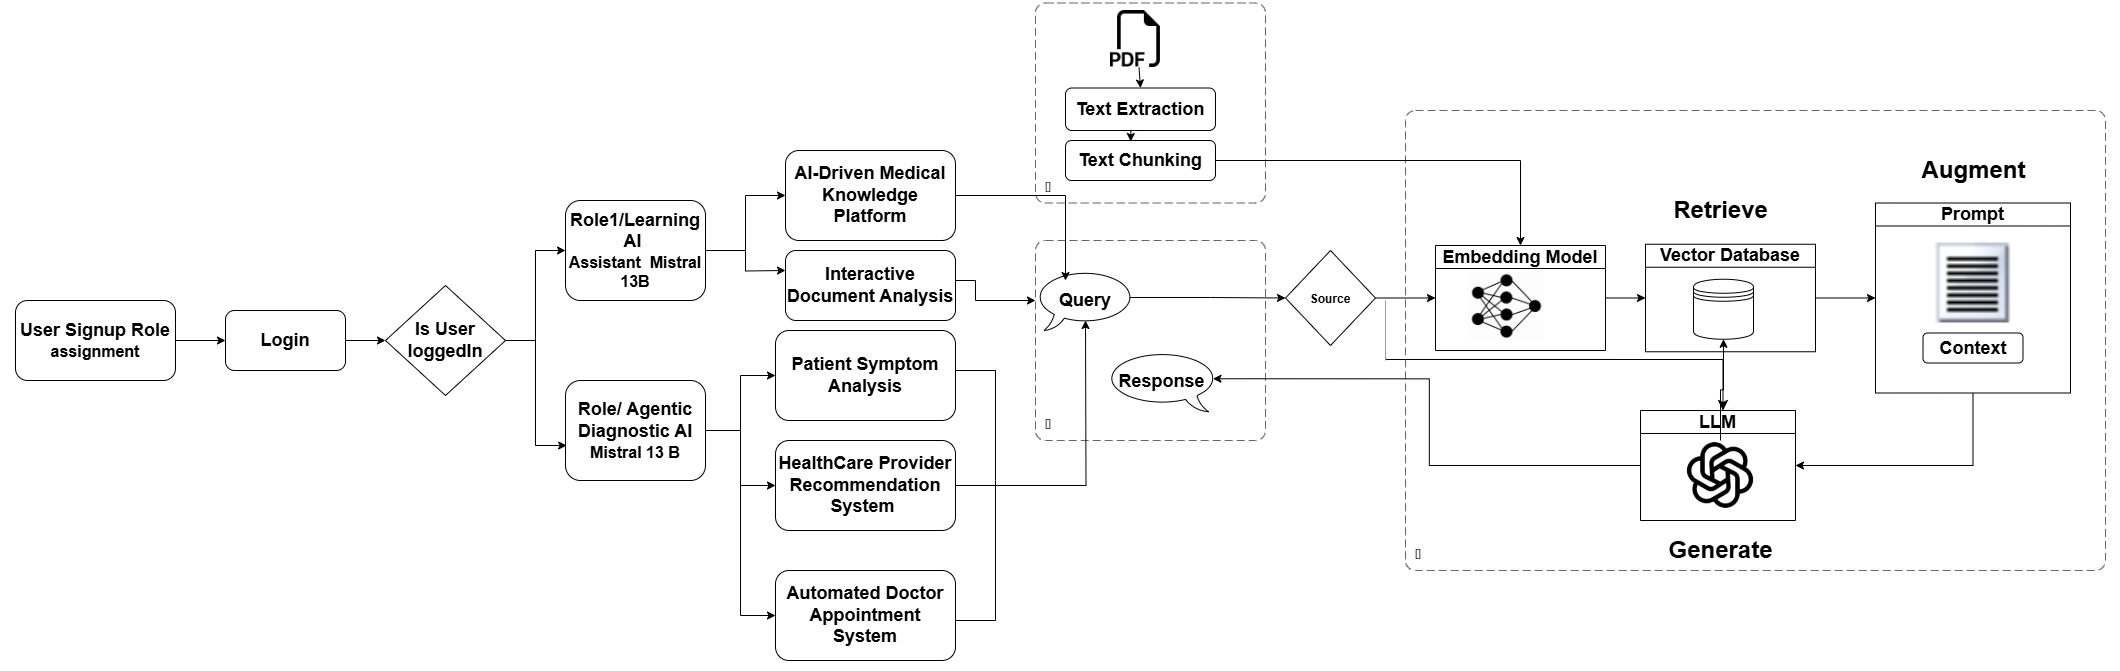 User Signup Role
assignment
Login
Is User
loggedIn
Role1/Learning
AI
Assistant Mistral
13B
Role/ Agentic
Diagnostic AI
Mistral 13 B
AI-Driven Medical
Knowledge
Platform
Interactive
Document Analysis
Patient Symptom
Analysis
HealthCare Provider
Recommendation
System
Automated Doctor
Appointment
System
PDF
Text Extraction
Text Chunking
Query
Response
Source
Embedding Model
Retrieve
Vector Database
Augment
Prompt
Context
LLM
Generate